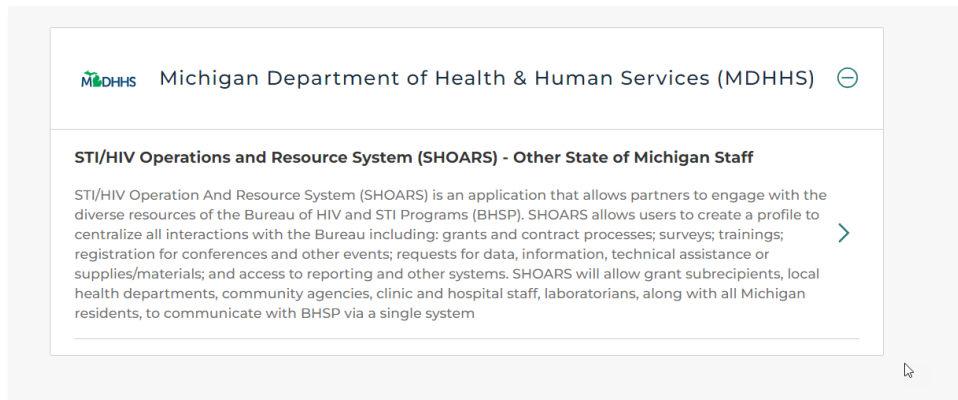 MDHHS
Michigan Department of Health & Human Services (MDHHS)
STI/HIV Operations and Resource System (SHOARS) - Other State of Michigan Staff
STI/HIV Operation And Resource System (SHOARS) is an application that allows partners to engage with the
diverse resources of the Bureau of HIV and STI Programs (BHSP). SHOARS allows users to create a profile to
centralize all interactions with the Bureau including: grants and contract processes; surveys; trainings;
registration for conferences and other events; requests for data, information, technical assistance or
supplies/materials; and access to reporting and other systems. SHOARS will allow grant subrecipients, local
health departments, community agencies, clinic and hospital staff, laboratorians, along with all Michigan
residents, to communicate with BHSP via a single system